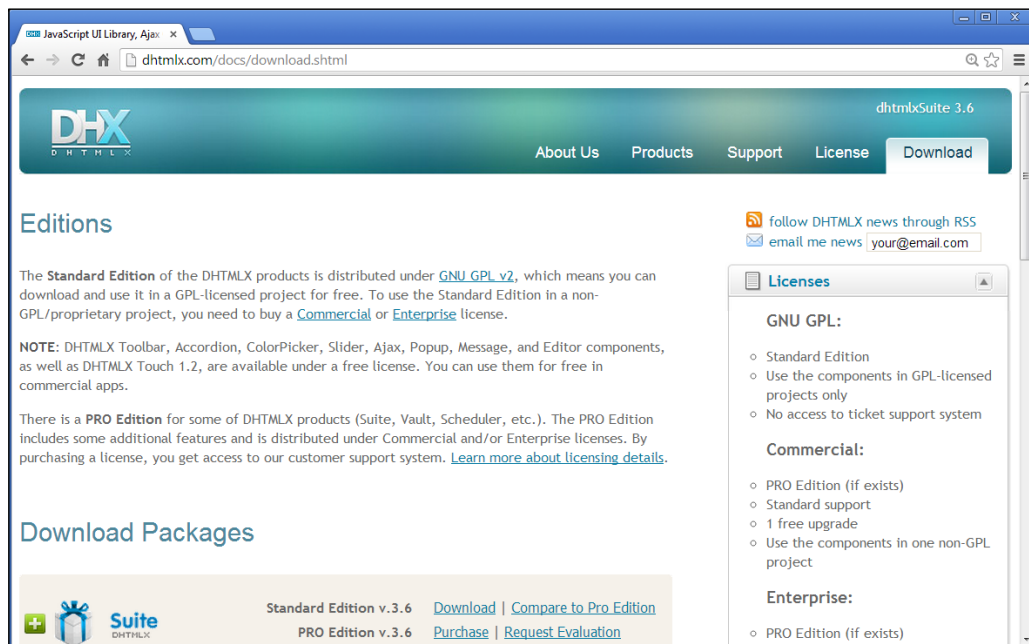 JavaScript UI Library, Ajax
dhtmlx.com/docs/download.shtml
dhtmlxSuite 3.6
DHX
DHTMLX
About Us Products Support License Download
Editions
The Standard Edition of the DHTMLX products is distributed under GNU GPL v2, which means you can
download and use it in a GPL-licensed project for free. To use the Standard Edition in a non-
GPL/proprietary project, you need to buy a Commercial or Enterprise license.
NOTE: DHTMLX Toolbar, Accordion, ColorPicker, Slider, Ajax, Popup, Message, and Editor components,
as well as DHTMLX Touch 1.2, are available under a free license. You can use them for free in
commercial apps.
There is a PRO Edition for some of DHTMLX products (Suite, Vault, Scheduler, etc.). The PRO Edition
includes some additional features and is distributed under Commercial and/or Enterprise licenses. By
purchasing a license, you get access to our customer support system. Learn more about licensing details.
Download Packages
Suite
DHTMLX
Standard Edition v.3.6 Download | Compare to Pro Edition
PRO Edition v.3.6 Purchase | Request Evaluation
follow DHTMLX news through RSS
email me news your@email.com
Licenses
GNU GPL:
Standard Edition
Use the components in GPL-licensed
projects only
No access to ticket support system
Commercial:
PRO Edition (if exists)
Standard support
1 free upgrade
Use the components in one non-GPL
project
Enterprise:
PRO Edition (if exists)